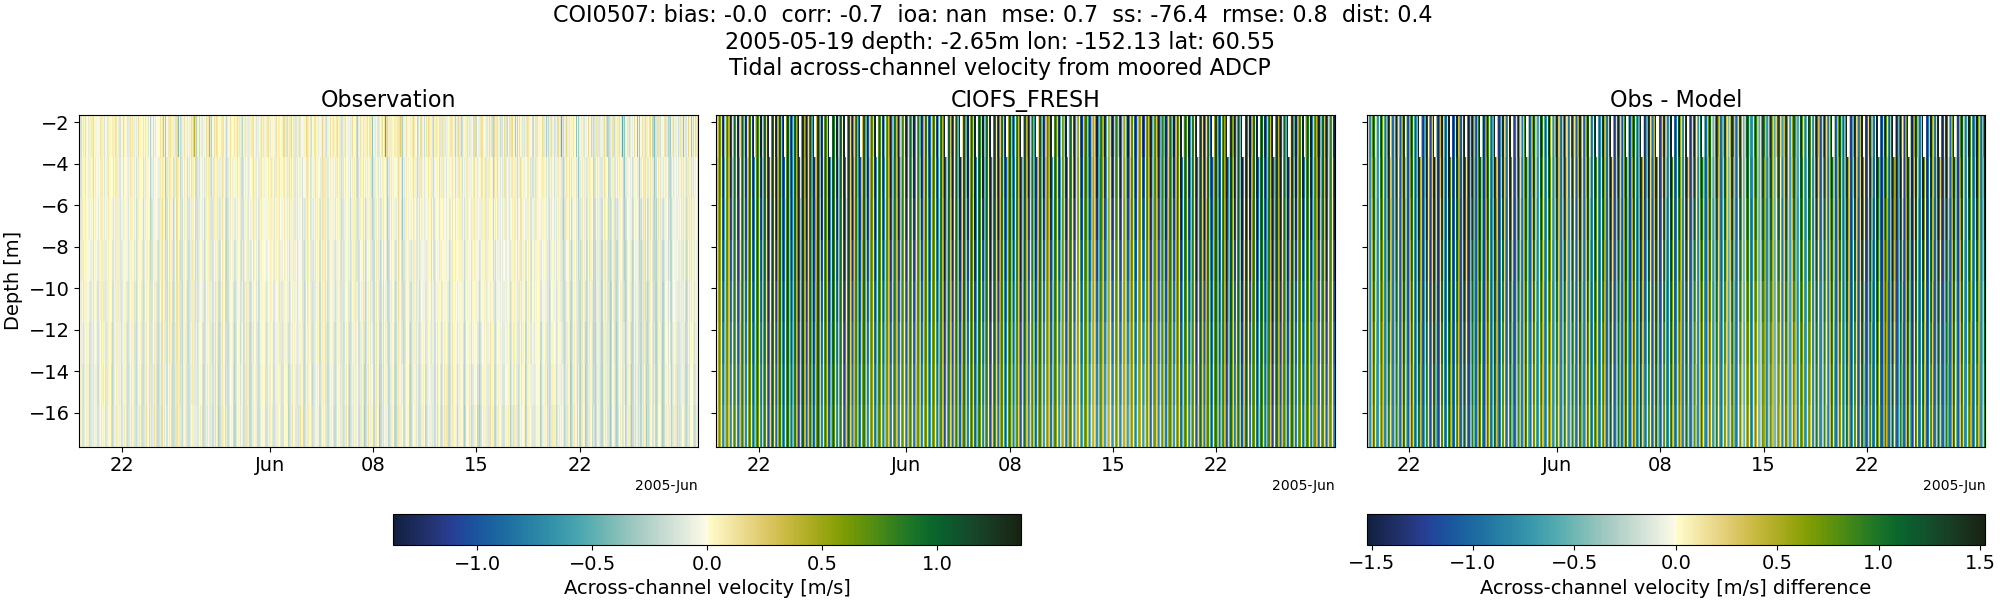 COI0507: bias: -0.0  corr: -0.7  ioa: nan  mse: 0.7  ss: -76.4  rmse: 0.8  dist: 0.4
2005-05-19 depth: -2.65m lon: -152.13 lat: 60.55
Tidal across-channel velocity from moored ADCP
Observation
CIOFS_FRESH
Obs - Model
Depth [m]
−2
−4
−6
−8
−10
−12
−14
−16
22 Jun 08 15 22
2005-Jun
22 Jun 08 15 22
2005-Jun
22 Jun 08 15 22
2005-Jun
−1.0 −0.5 0.0 0.5 1.0
Across-channel velocity [m/s]
−1.5 −1.0 −0.5 0.0 0.5 1.0 1.5
Across-channel velocity [m/s] difference